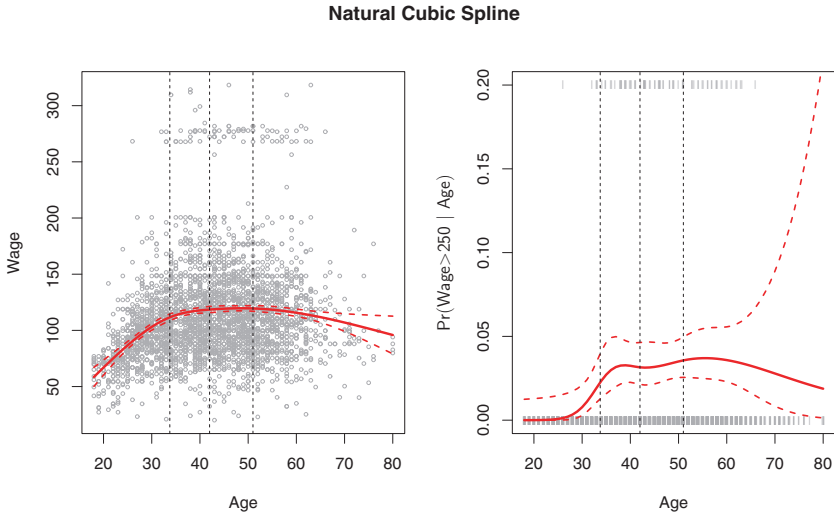 Natural Cubic Spline
Wage
50 100 150 200 250 300
20 30 40 50 60 70 80
Age
Pr(Wage>250 | Age)
0.00 0.05 0.10 0.15 0.20
20 30 40 50 60 70 80
Age